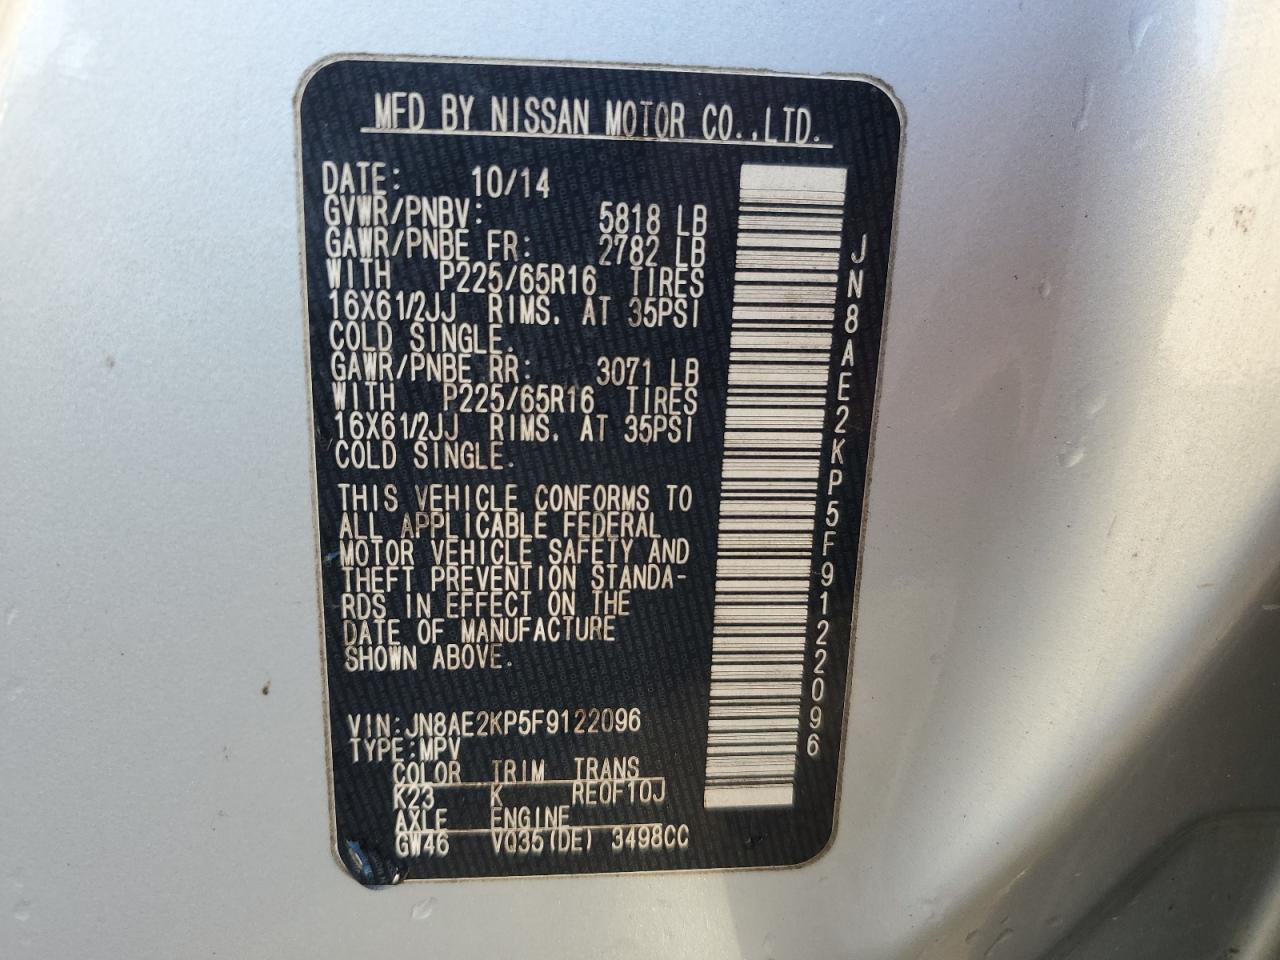 MFD BY NISSAN MOTOR CO.,LTD.
DATE: 10/14
GVWR/PNBV: 5818 LB
GAWR/PNBE FR: 2782 LB
WITH P225/65R16 TIRES
16X61/2JJ RIMS. AT 35PSI
COLD SINGLE.
GAWR/PNBE RR: 3071 LB
WITH P225/65R16 TIRES
16X61/2JJ RIMS. AT 35PSI
COLD SINGLE.
THIS VEHICLE CONFORMS TO
ALL APPLICABLE FEDERAL
MOTOR VEHICLE SAFETY AND
THEFT PREVENTION STANDA-
RDS IN EFFECT ON THE
DATE OF MANUFACTURE
SHOWN ABOVE.
VIN:JN8AE2KP5F9122096
TYPE:MPV
COLOR TRIM TRANS
K23 K RE0F10J
AXLE ENGINE
GW46 VQ35(DE) 3498CC
JN8AE2KP5F9122096